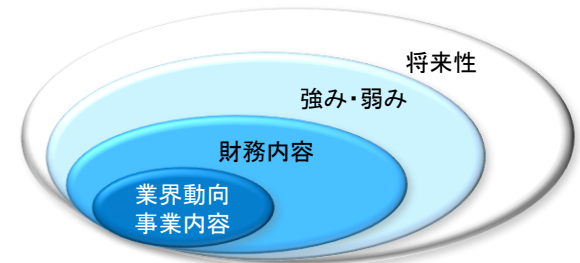 将来性
強み・弱み
財務内容
業界動向
事業内容